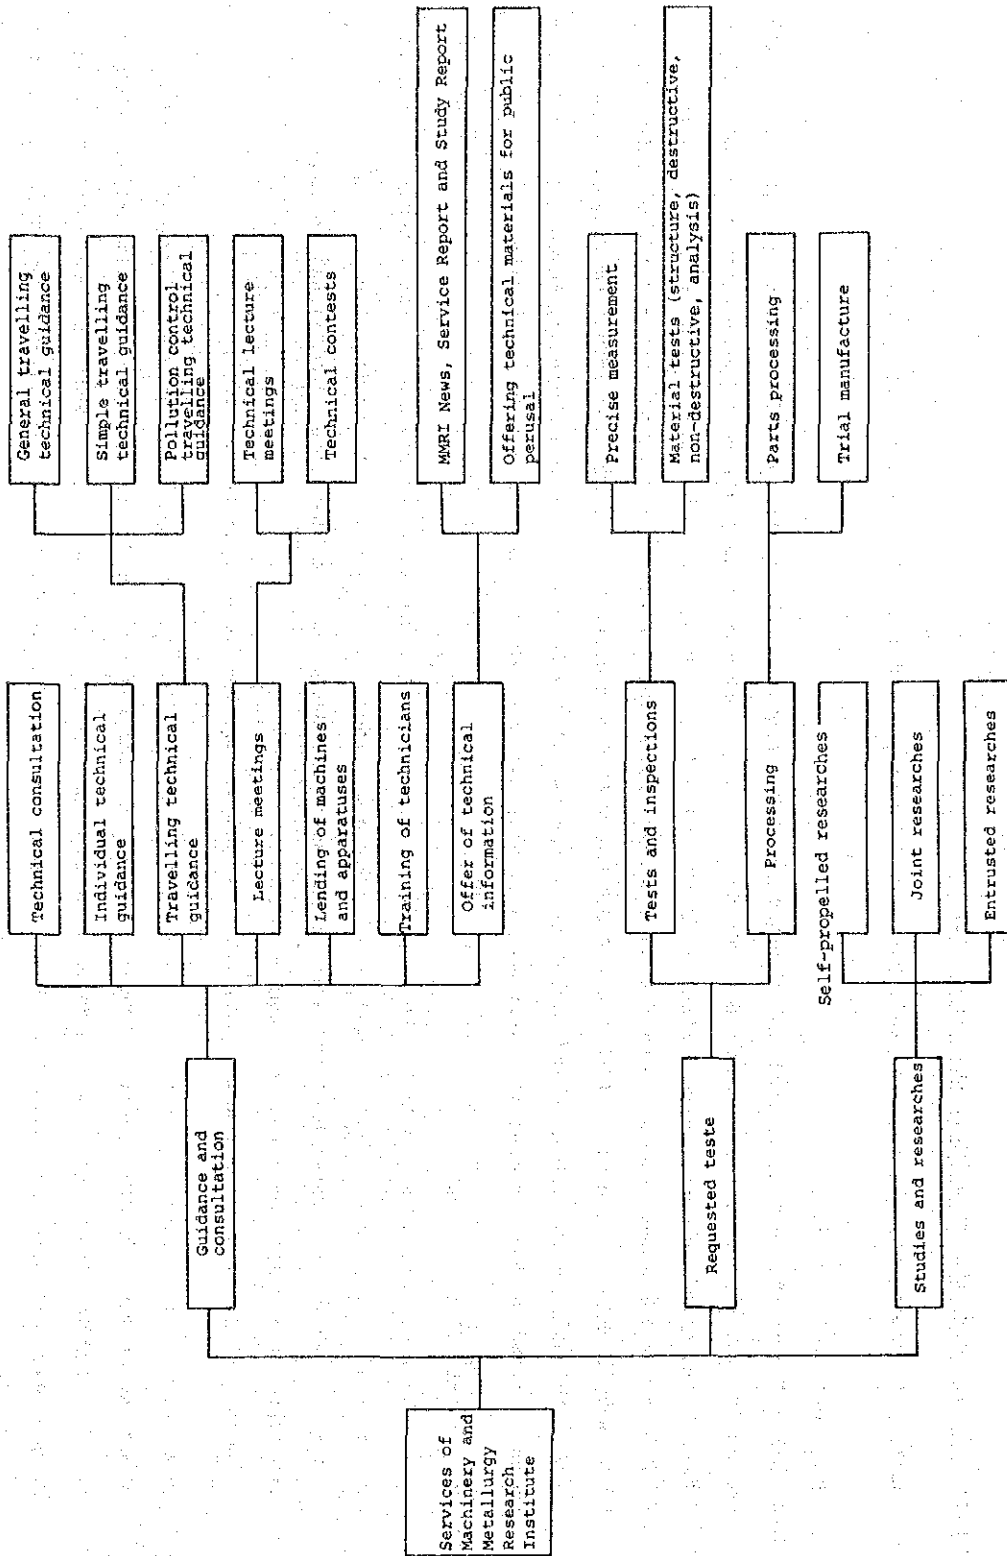 Services of
Machinery and
Metallurgy
Research
Institute
Guidance and
consultation
Requested teste
Studies and researches
Technical consultation
Individual technical
guidance
Travelling technical
guidance
Lecture meetings
Lending of machines
and apparatuses
Training of technicians
Offer of technical
information
Tests and inspections
Processing
Self-propelled researches
Joint researches
Entrusted researches
General travelling
technical guidance
Simple travelling
technical guidance
Pollution control
travelling technical
guidance
Technical lecture
meetings
Technical contests
MMRI News, Service Report and Study Report
Offering technical materials for public
perusal
Precise measurement
Material tests (structure, destructive,
non-destructive, analysis)
Parts processing
Trial manufacture